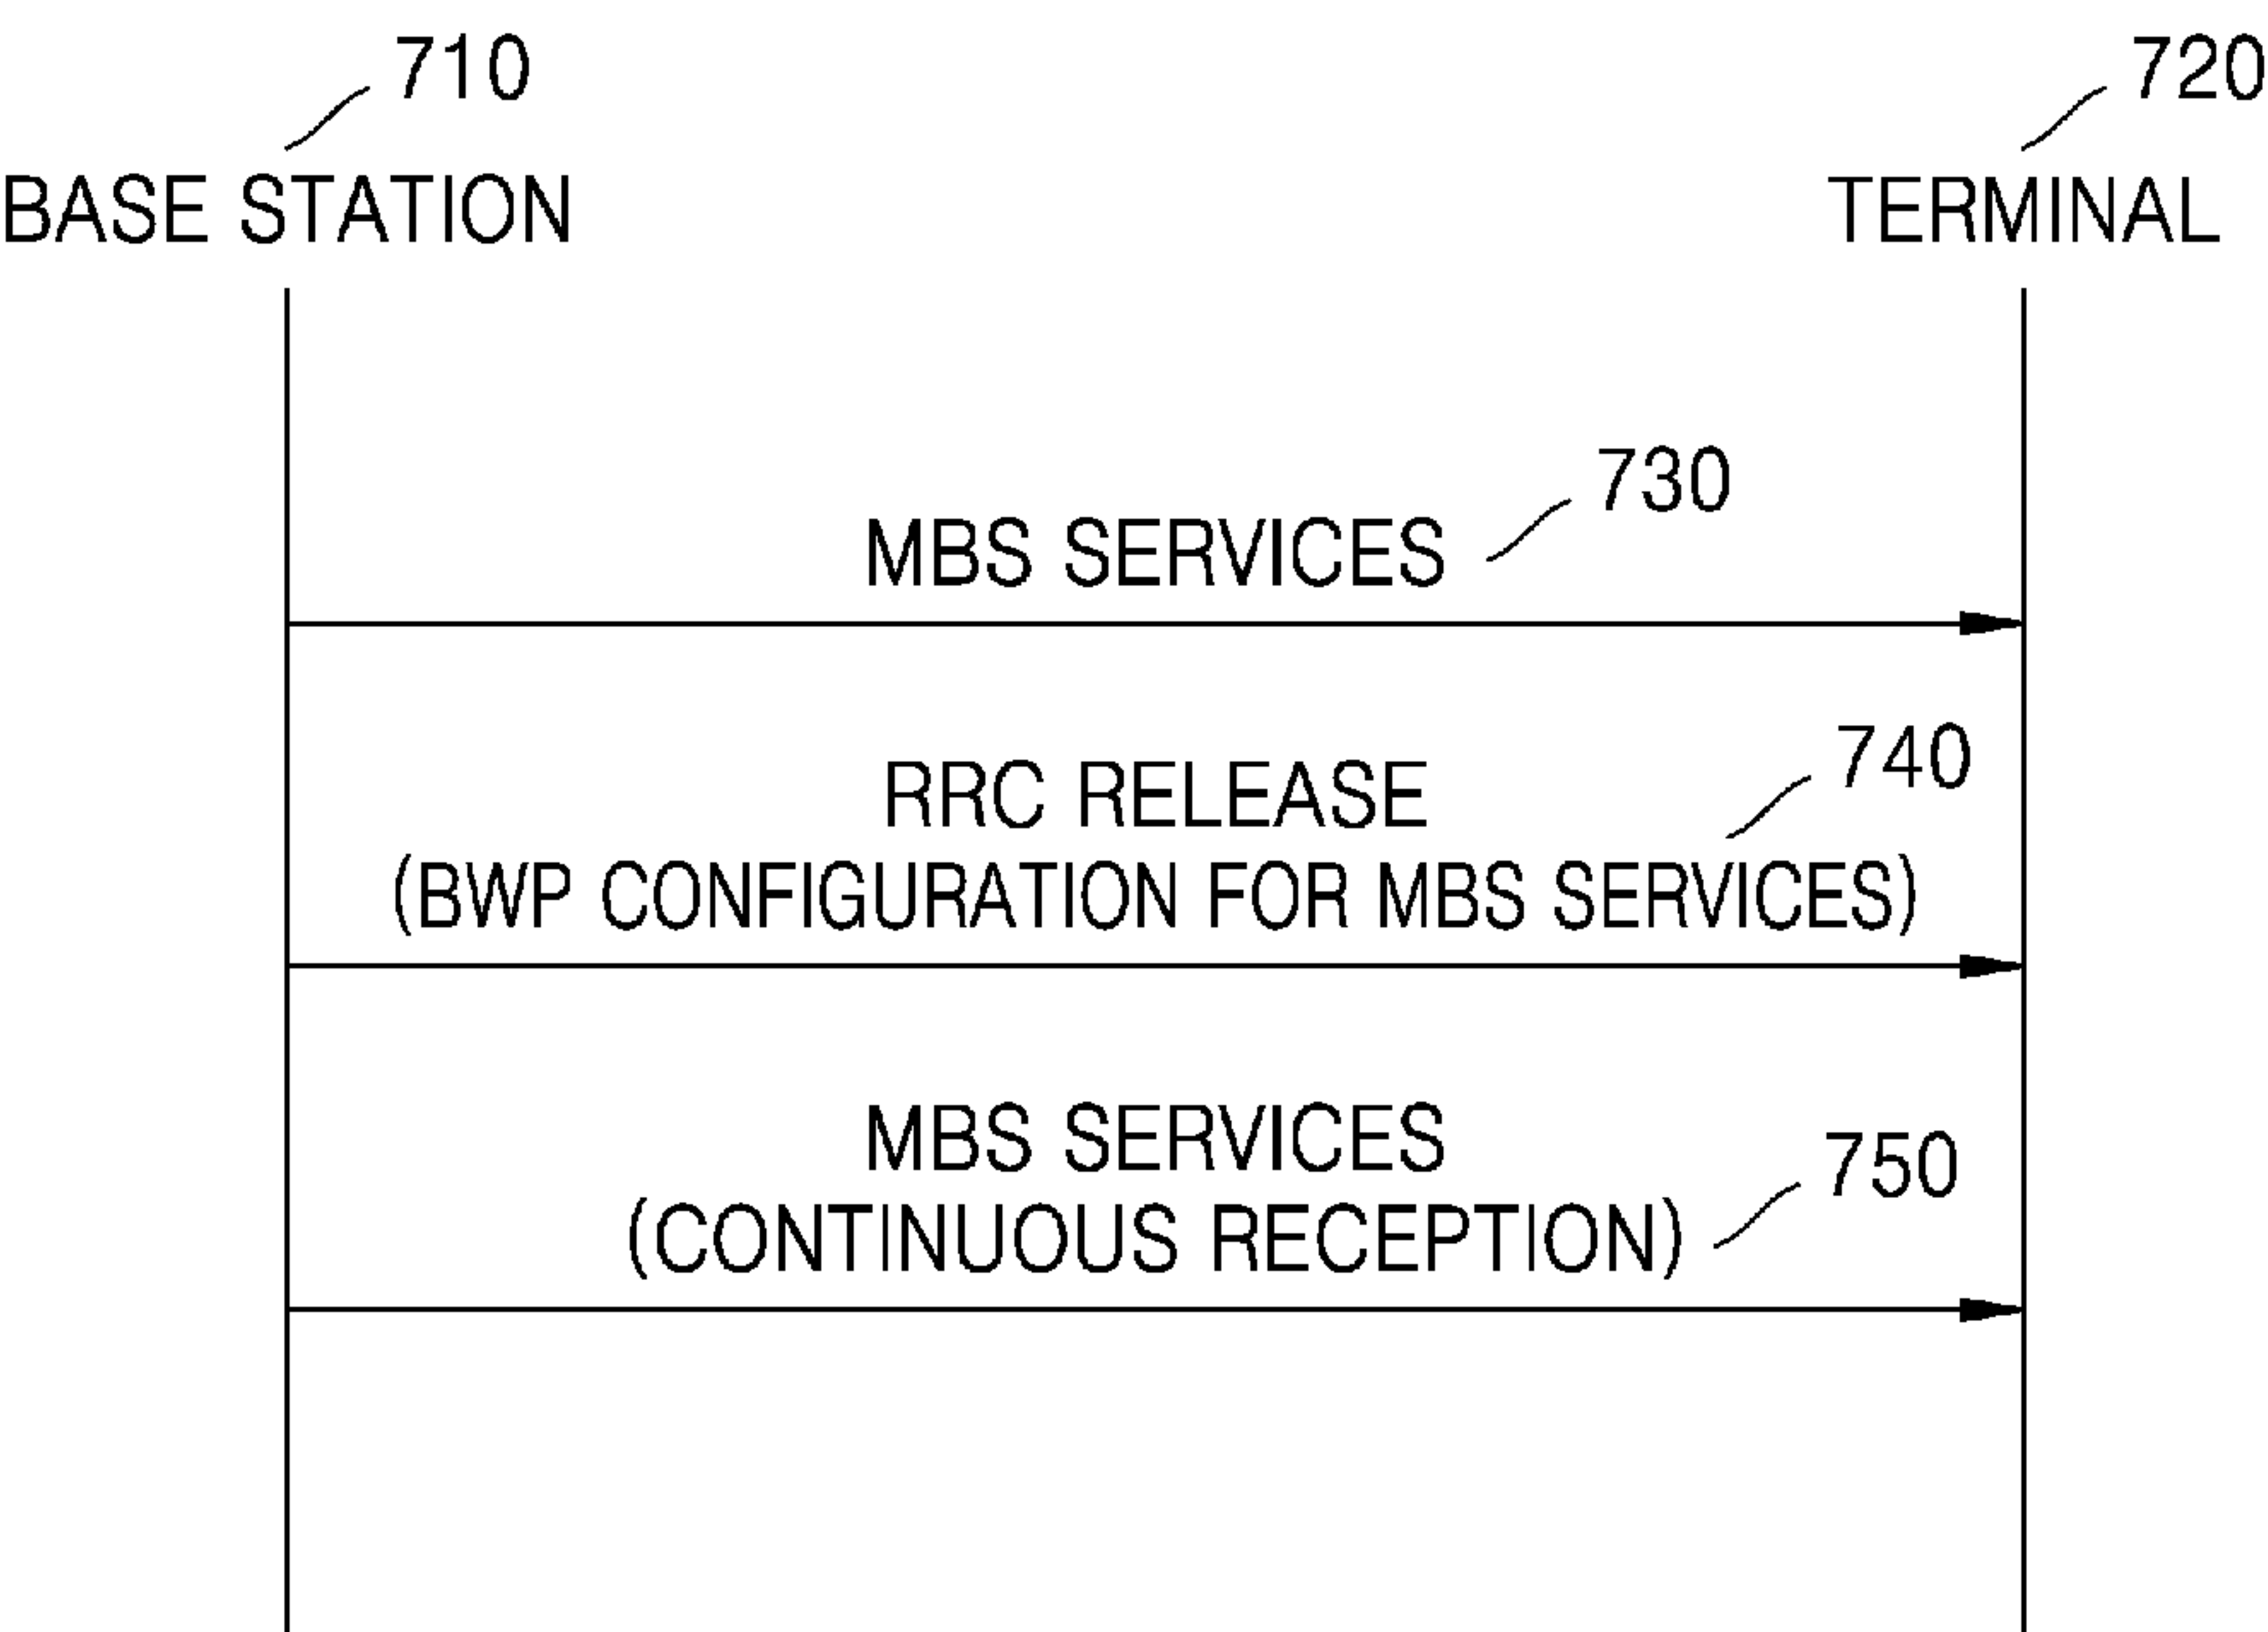 710
720
BASE STATION
TERMINAL
730
MBS SERVICES
740
RRC RELEASE
(BWP CONFIGURATION FOR MBS SERVICES)
MBS SERVICES
750
(CONTINUOUS RECEPTION)